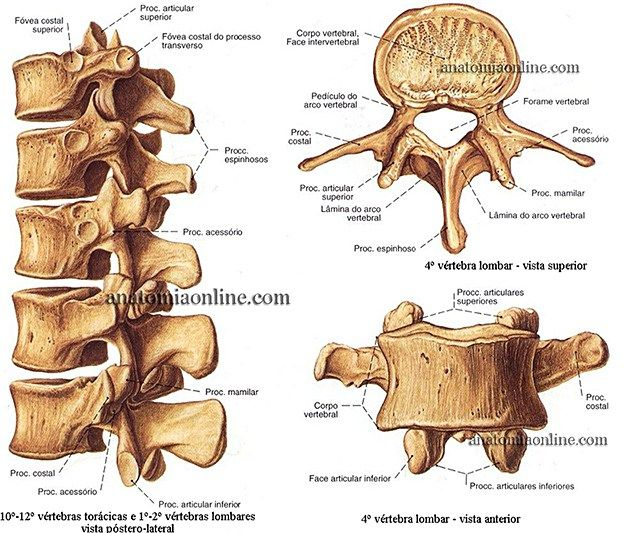 Fóvea costal
superior
Proc. articular
superior
Fóvea costal do processo
transverso
Procc.
espinhosos
Proc. acessório
anatomiaonline.com
Proc. mamilar
Proc. costal
Proc. acessório
Proc. articular inferior
10º-12º vértebras torácicas e 1º-2º vértebras lombares
vista póstero-lateral
Corpo vertebral,
Face intervertebral
anatomiaonline.com
Pedículo do
arco vertebral
Forame vertebral
Proc.
costal
Proc.
acessório
Proc. articular
superior
Proc. mamilar
Lâmina do arco
vertebral
Lâmina do arco vertebral
Proc. espinhoso
4º vértebra lombar - vista superior
Procc. articulares
superiores
Corpo
vertebral
Proc.
costal
anatomiaonline.com
Face articular inferior
Procc. articulares inferiores
4º vértebra lombar - vista anterior